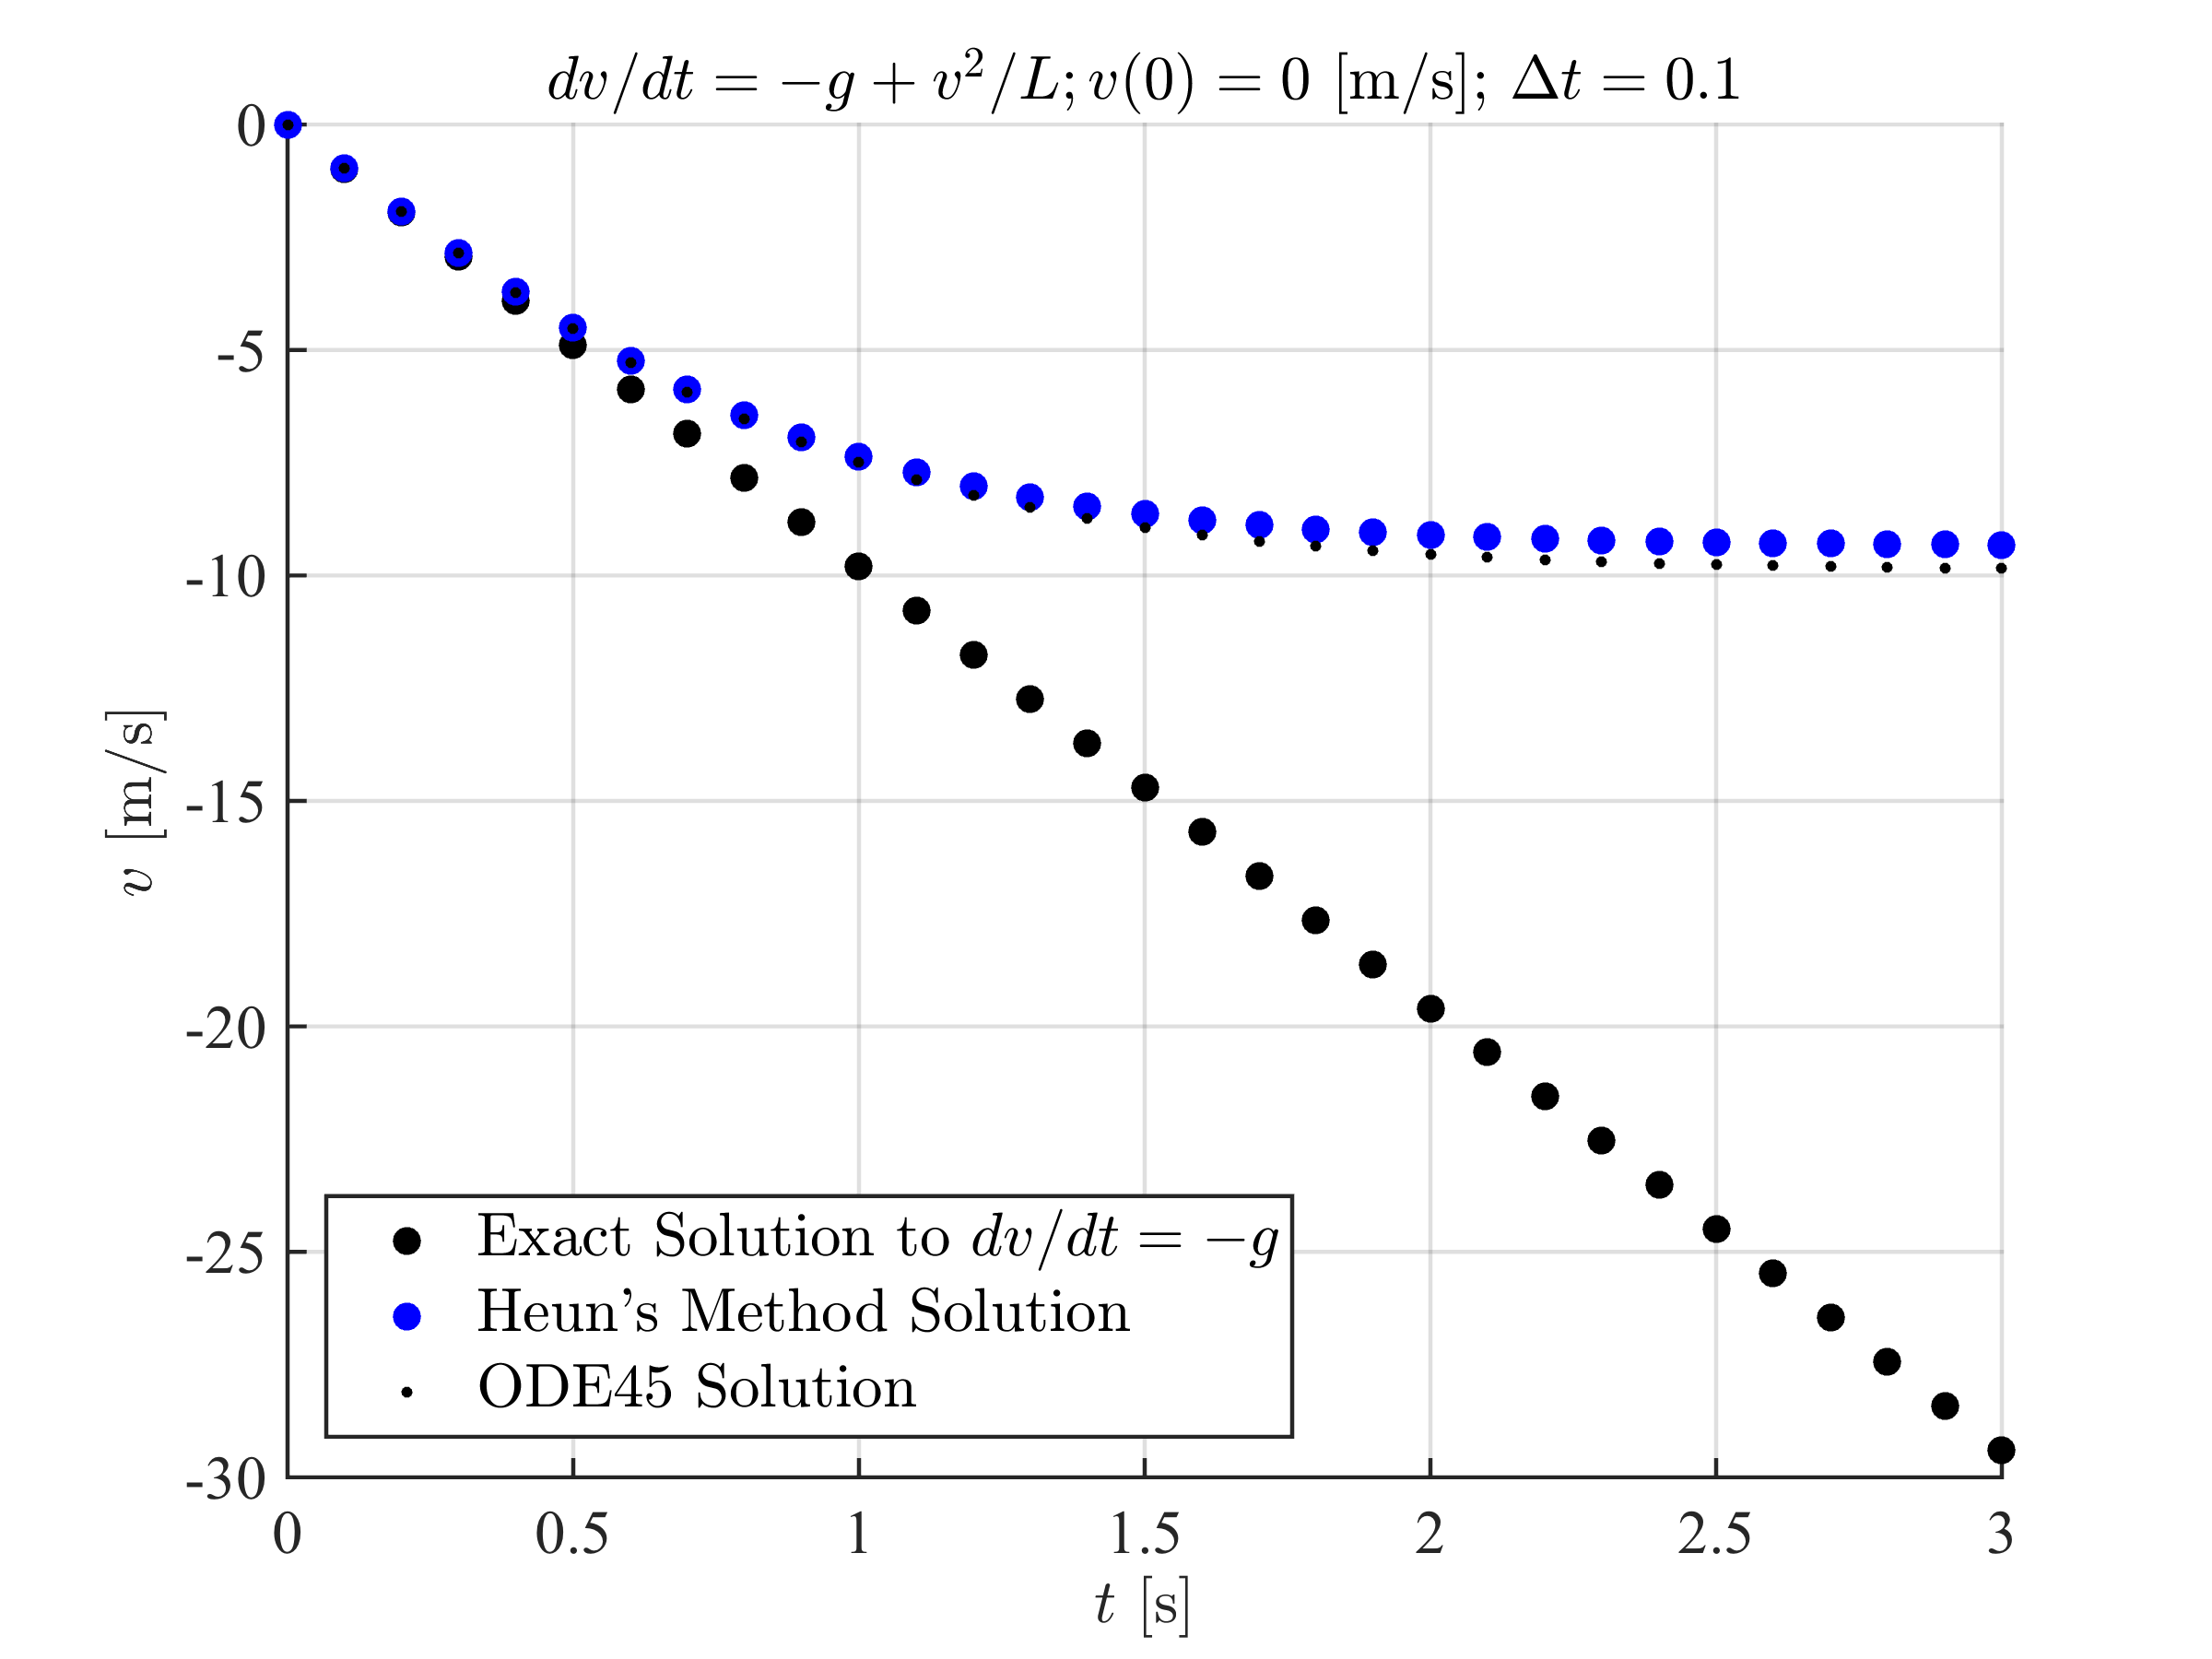 dv/dt = −g + v²/L; v(0) = 0 [m/s]; Δt = 0.1
0
-5
-10
-15
-20
-25
-30
v [m/s]
Exact Solution to dv/dt = −g
Heun's Method Solution
ODE45 Solution
0 0.5 1 1.5 2 2.5 3
t [s]